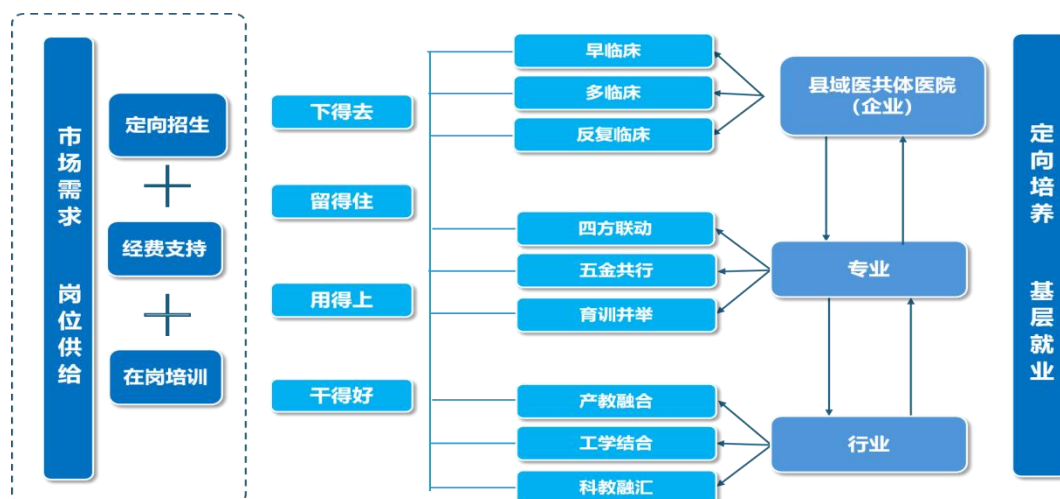 市场需求 岗位供给
定向招生
经费支持
在岗培训
下得去
留得住
用得上
干得好
早临床
多临床
反复临床
四方联动
五金共行
育训并举
产教融合
工学结合
科教融汇
县域医共体医院
(企业)
专业
行业
定向培养 基层就业